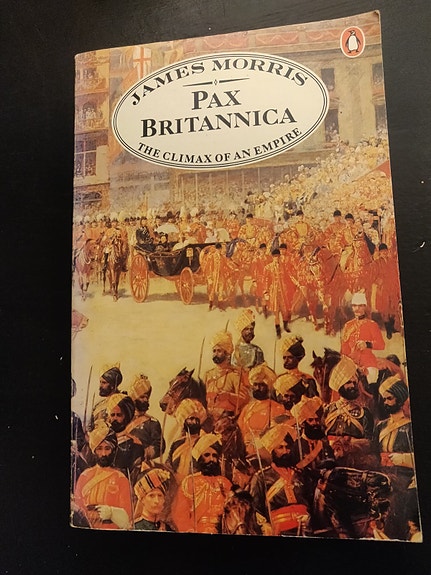 JAMES MORRIS
PAX
BRITANNICA
THE CLIMAX OF AN EMPIRE